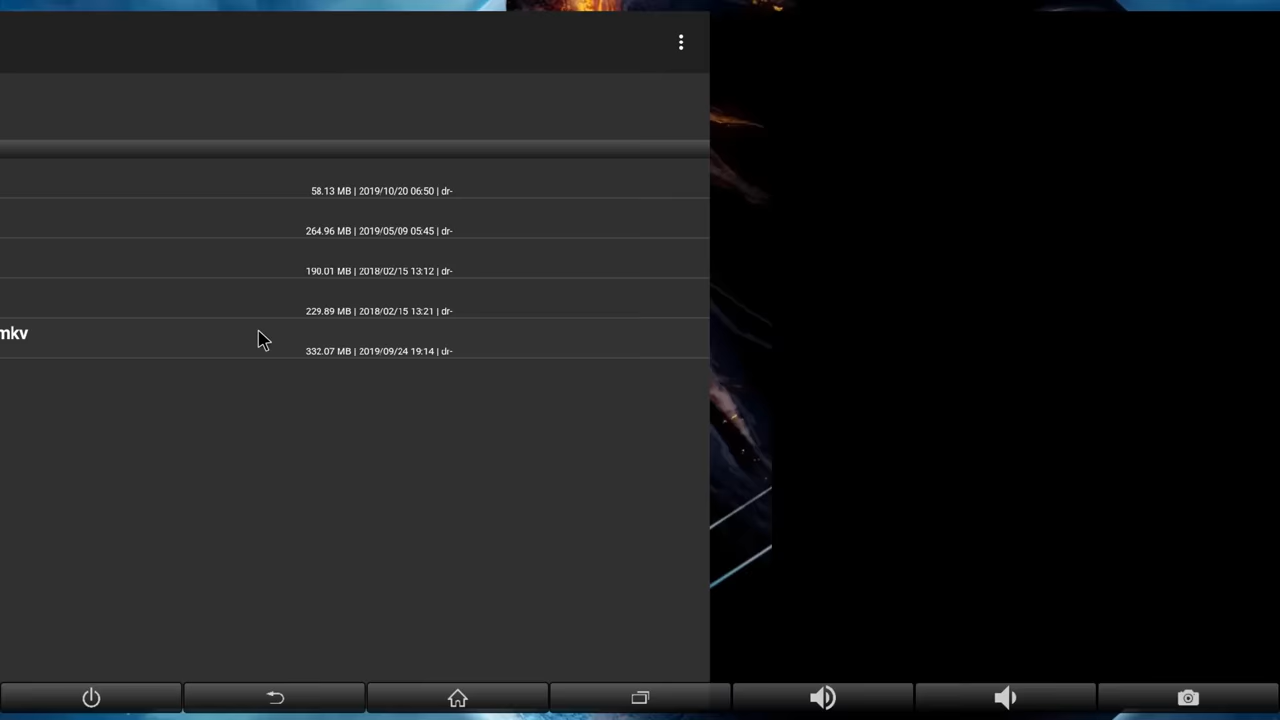 58.13 MB | 2019/10/20 06:50 | dr-
264.96 MB | 2019/05/09 05:45 | dr-
190.01 MB | 2018/02/15 13:12 | dr-
229.89 MB | 2018/02/15 13:21 | dr-
mkv
332.07 MB | 2019/09/24 19:14 | dr-